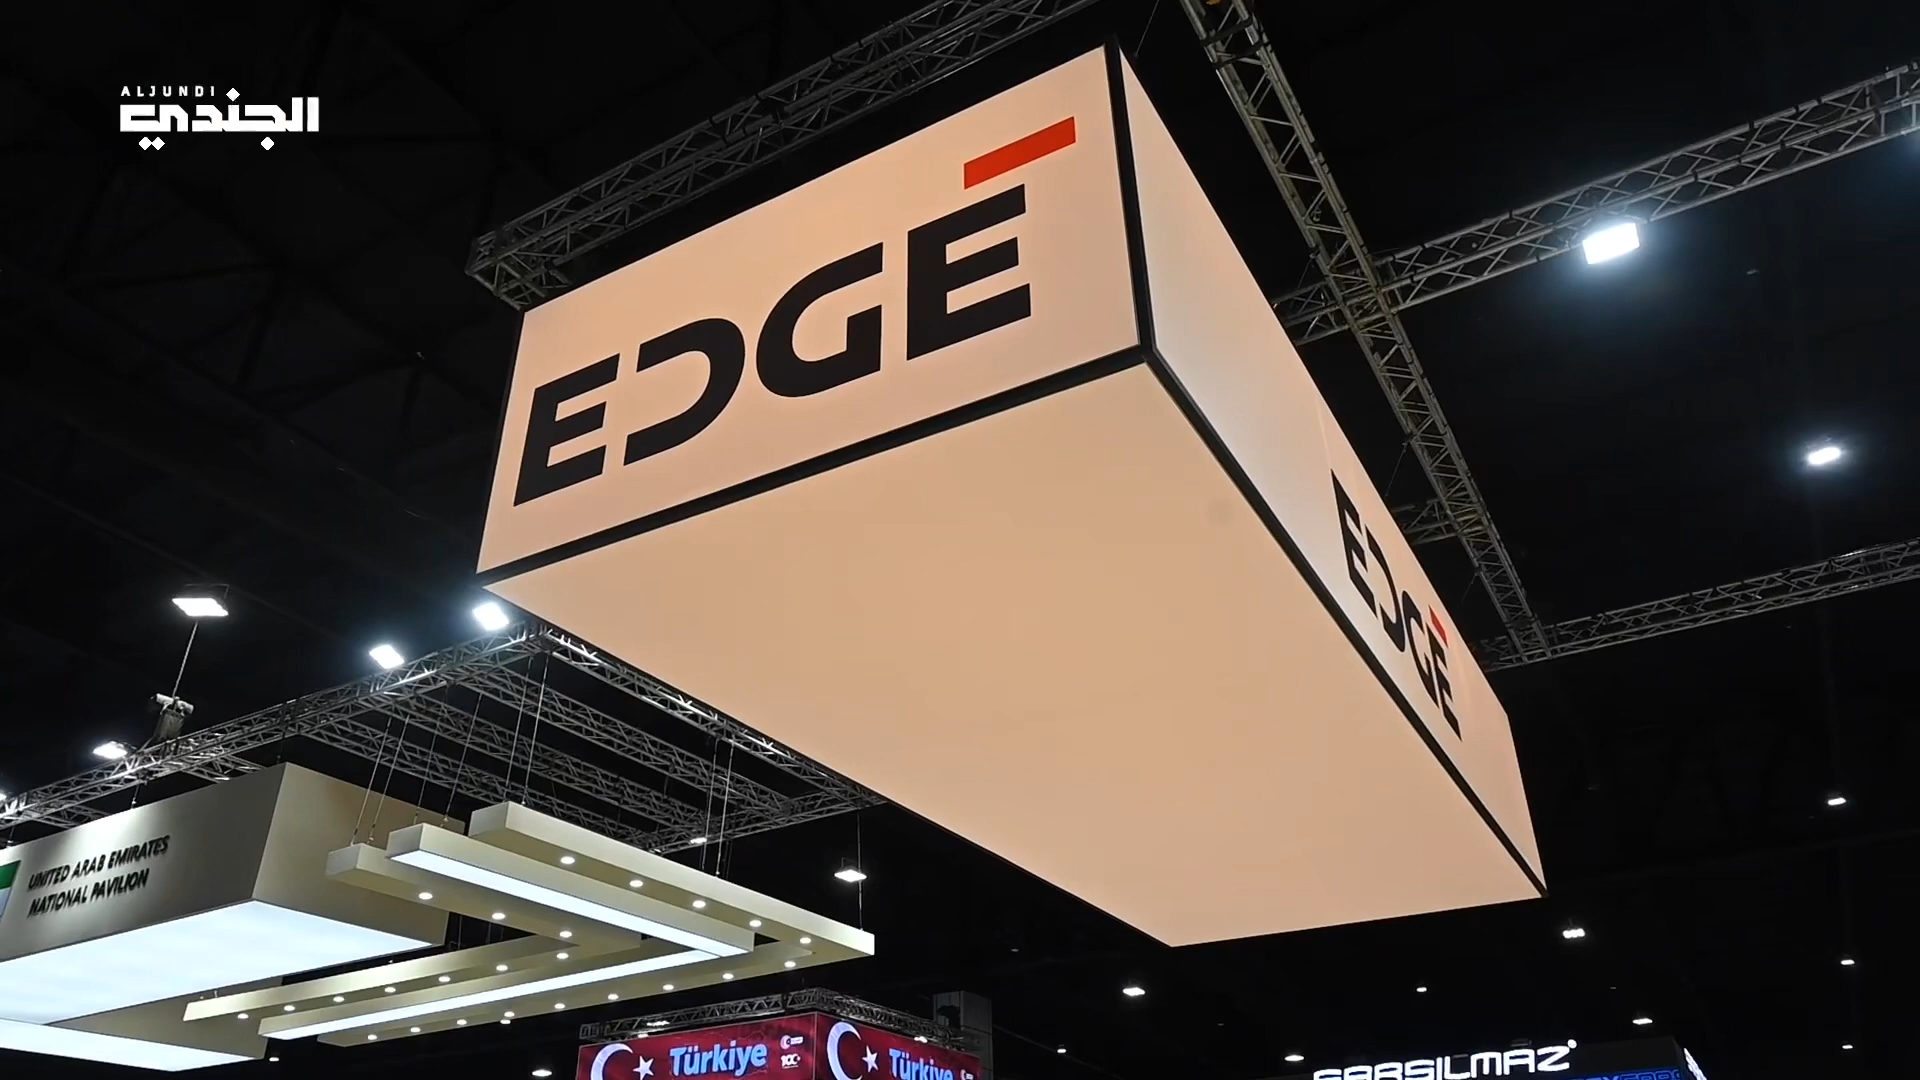 ALJUNDI
الجندي
EDGE
EDGE
UNITED ARAB EMIRATES
NATIONAL PAVILION
Türkiye
Türkiye
SARSILMAZ